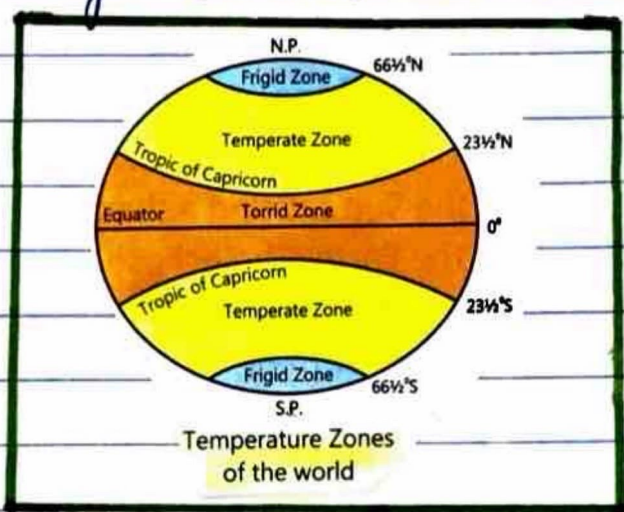 N.P.
66½°N
Frigid Zone
Temperate Zone
23½°N
Tropic of Capricorn
Equator
Torrid Zone
0°
Tropic of Capricorn
Temperate Zone
23½°S
Frigid Zone
66½°S
S.P.
Temperature Zones
of the world